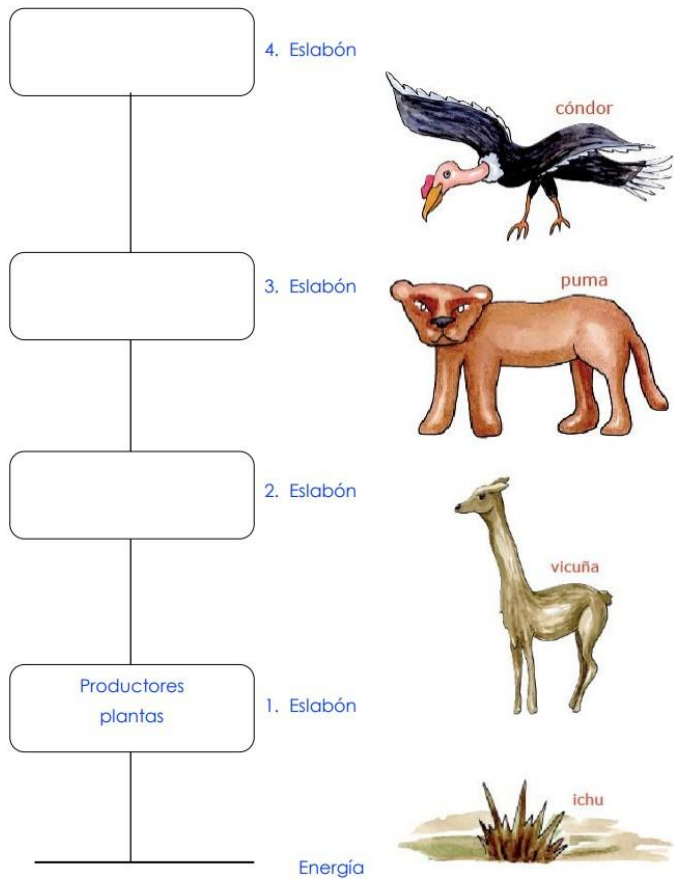 4. Eslabón
cóndor
3. Eslabón
puma
2. Eslabón
vicuña
Productores
plantas
1. Eslabón
ichu
Energía